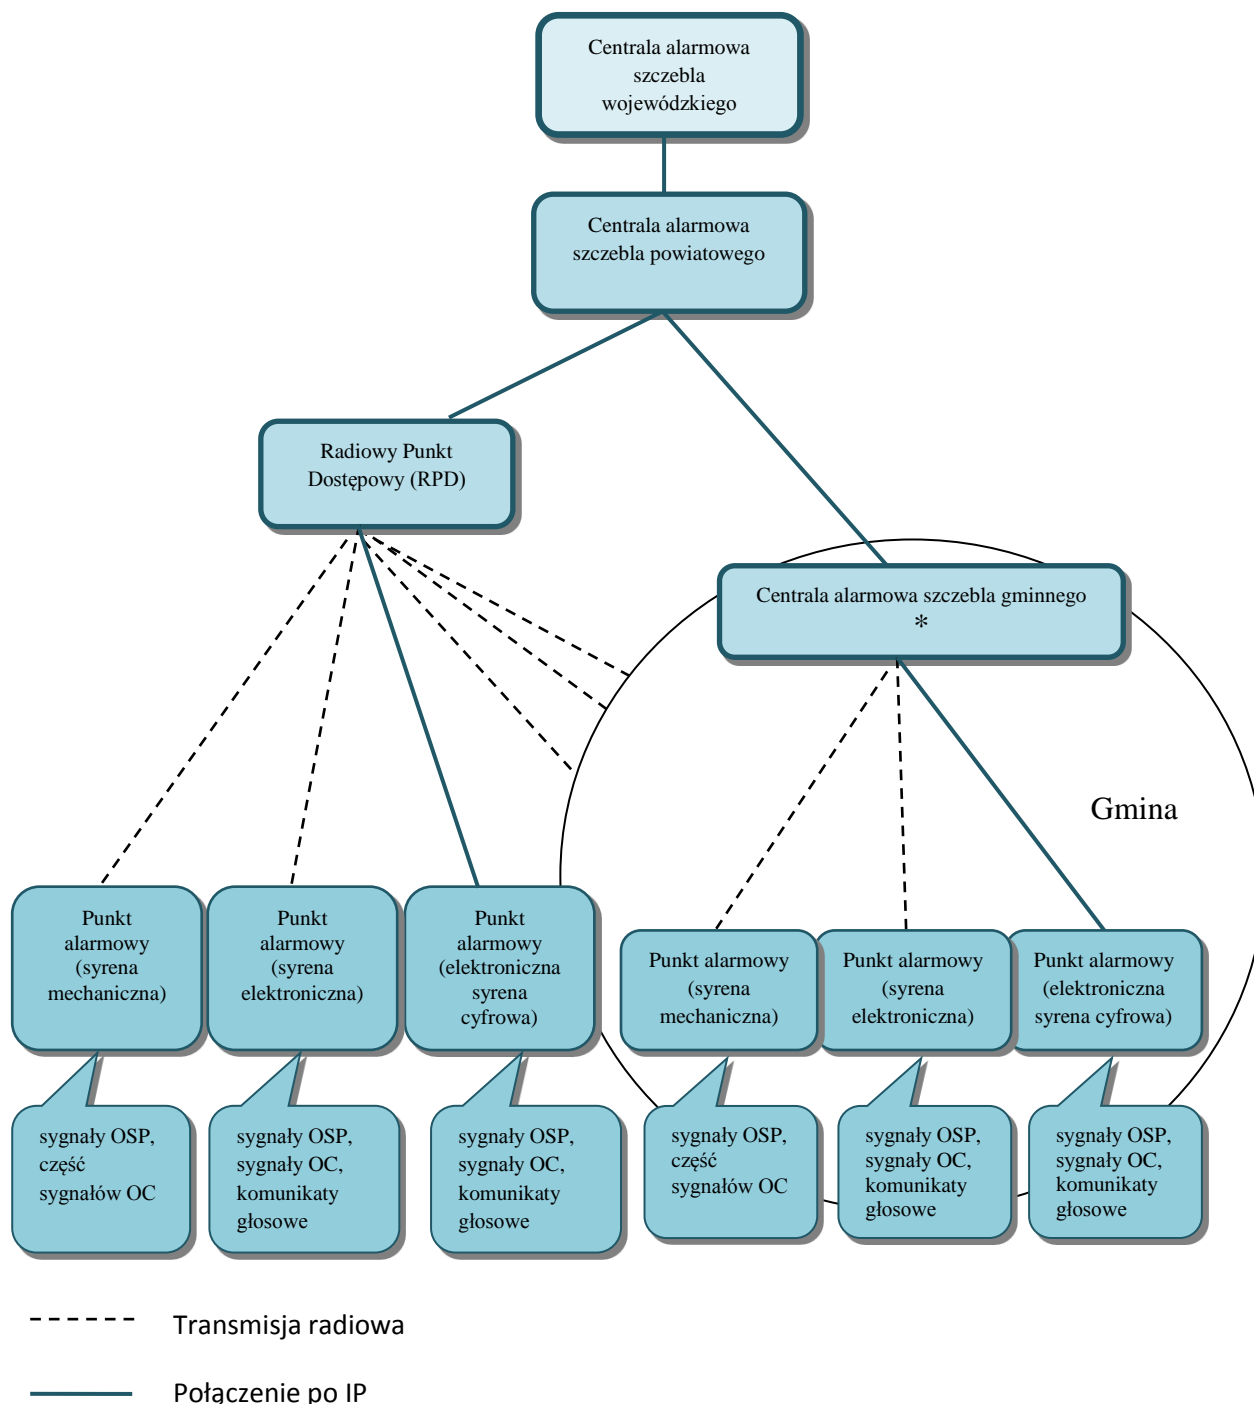 Centrala alarmowa
szczebla
wojewódzkiego
Centrala alarmowa
szczebla powiatowego
Radiowy Punkt
Dostępowy (RPD)
Centrala alarmowa szczebla gminnego
*
Gmina
Punkt
alarmowy
(syrena
mechaniczna)
Punkt
alarmowy
(syrena
elektroniczna)
Punkt
alarmowy
(elektroniczna
syrena
cyfrowa)
Punkt alarmowy
(syrena
mechaniczna)
Punkt alarmowy
(syrena
elektroniczna)
Punkt alarmowy
(elektroniczna
syrena cyfrowa)
sygnały OSP,
część
sygnałów OC
sygnały OSP,
sygnały OC,
komunikaty
głosowe
sygnały OSP,
sygnały OC,
komunikaty
głosowe
sygnały OSP,
część
sygnałów OC
sygnały OSP,
sygnały OC,
komunikaty
głosowe
sygnały OSP,
sygnały OC,
komunikaty
głosowe
Transmisja radiowa
Połączenie po IP